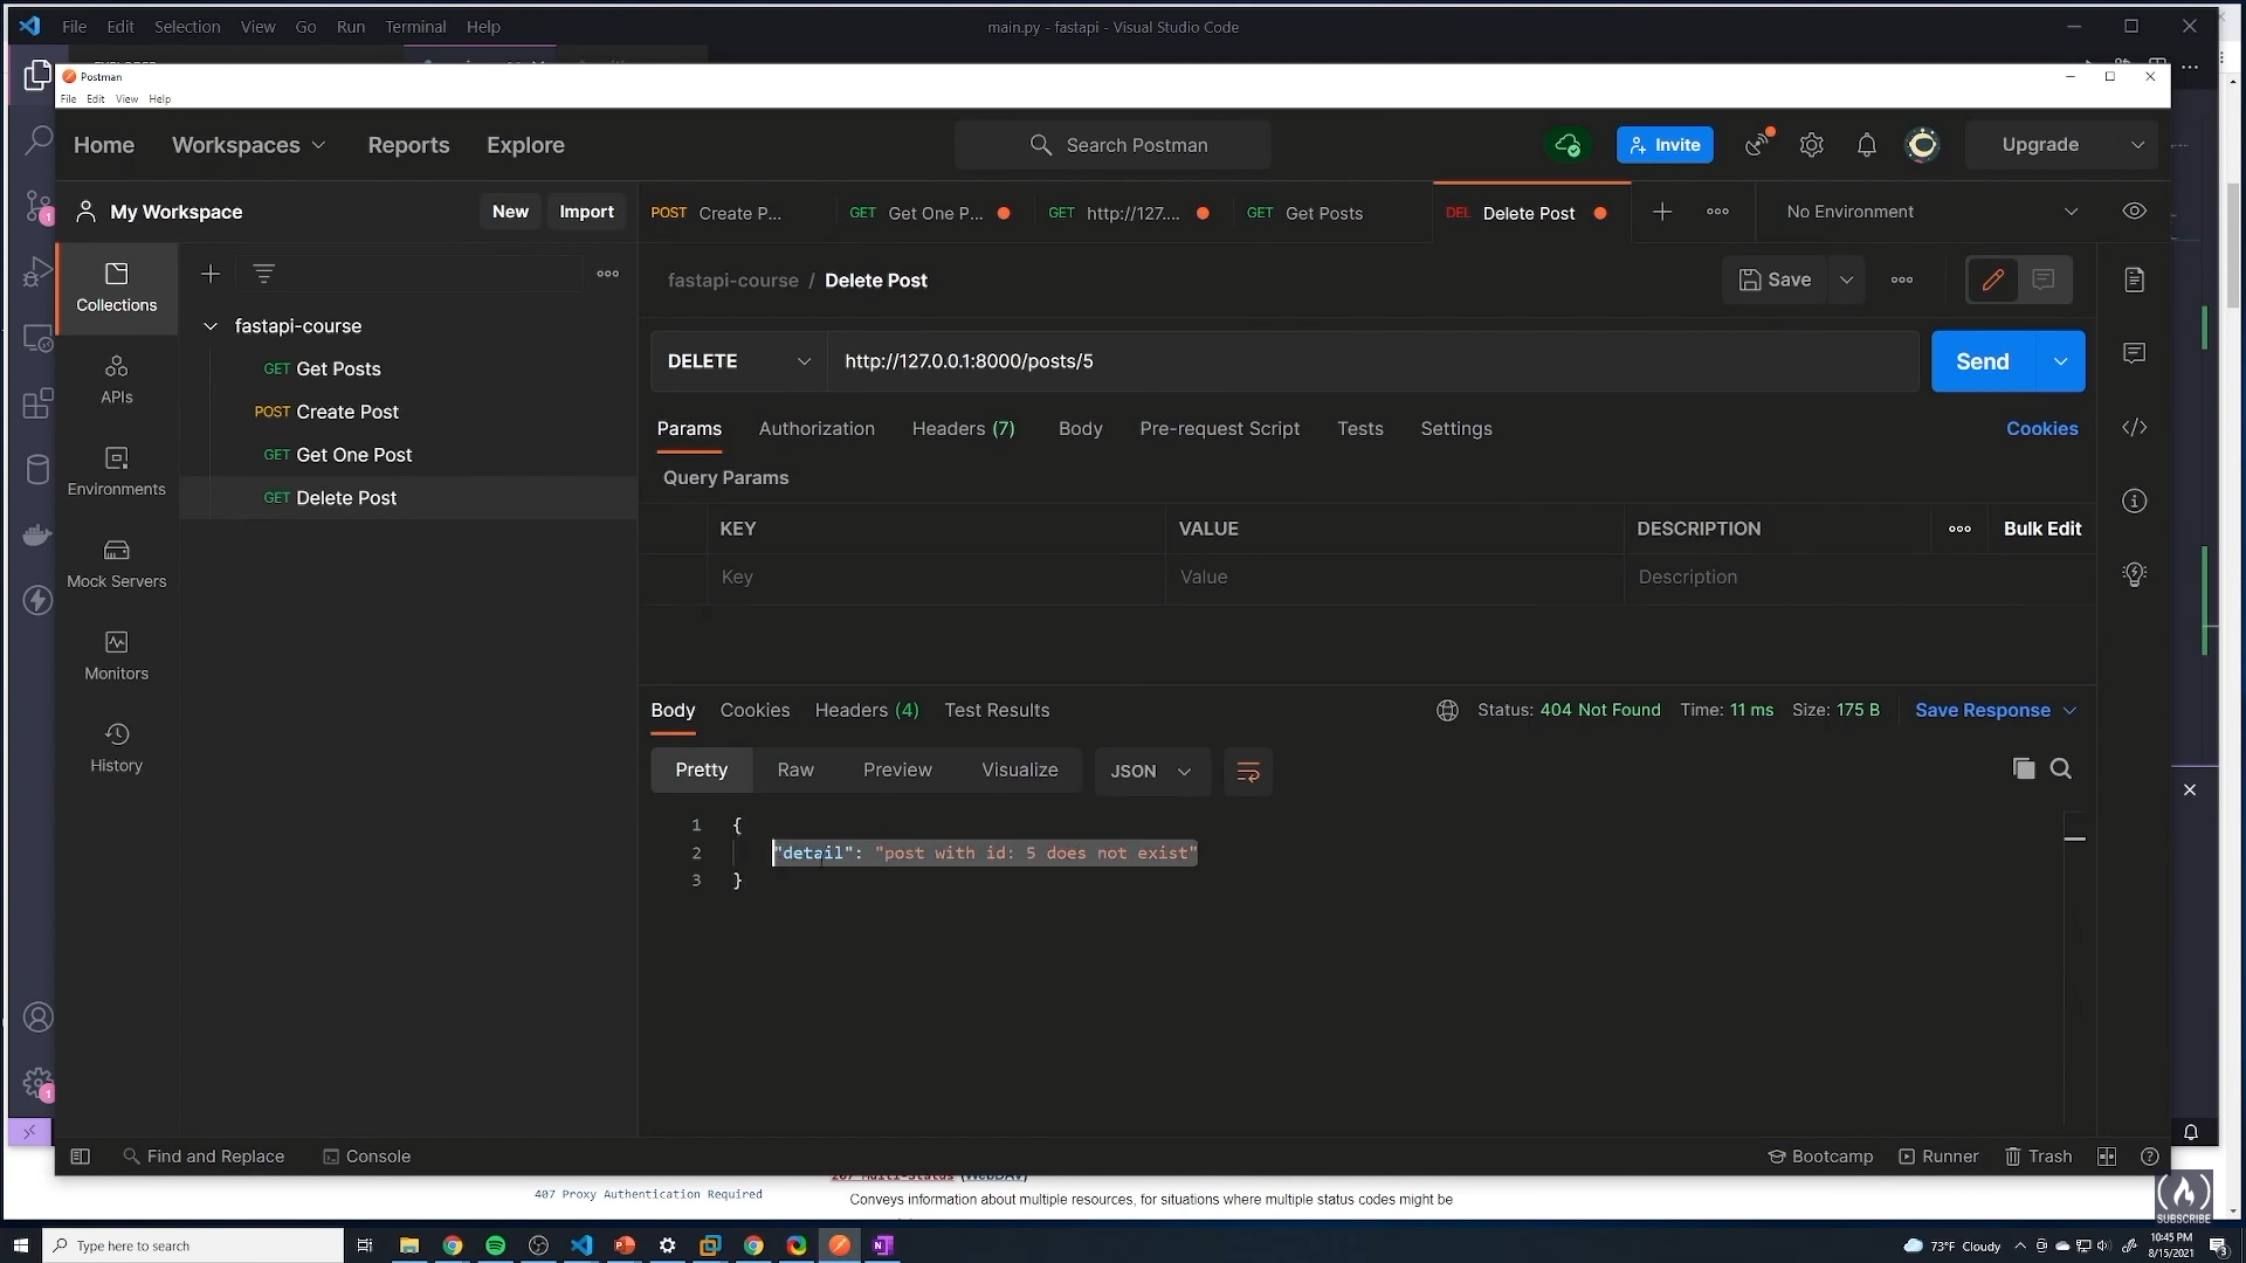 File Edit Selection View Go Run Terminal Help
main.py - fastapi - Visual Studio Code
Postman
File Edit View Help
Home Workspaces Reports Explore
Search Postman
Invite
Upgrade
My Workspace
New Import
POST Create P...
GET Get One P...
GET http://127....
GET Get Posts
DEL Delete Post
No Environment
Collections
APIs
Environments
Mock Servers
Monitors
History
fastapi-course
GET Get Posts
POST Create Post
GET Get One Post
GET Delete Post
fastapi-course / Delete Post
Save
DELETE
http://127.0.0.1:8000/posts/5
Send
Params Authorization Headers (7) Body Pre-request Script Tests Settings
Cookies
Query Params
KEY VALUE DESCRIPTION
Bulk Edit
Key Value Description
Body Cookies Headers (4) Test Results
Status: 404 Not Found Time: 11 ms Size: 175 B
Save Response
Pretty Raw Preview Visualize
JSON
1 {
2 "detail": "post with id: 5 does not exist"
3 }
Find and Replace
Console
Bootcamp
Runner
Trash
407 Proxy Authentication Required
Conveys information about multiple resources, for situations where multiple status codes might be
SUBSCRIBE
Type here to search
73°F Cloudy
10:45 PM
8/15/2021